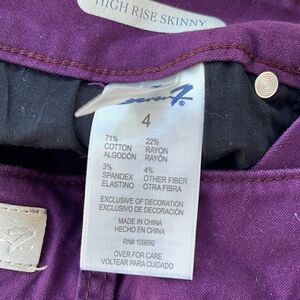 HIGH RISE SKINNY
Seven7
4
71% 22%
COTTON RAYON
ALGODÓN RAYÓN
3% 4%
SPANDEX OTHER FIBER
ELASTINO OTRA FIBRA
EXCLUSIVE OF DECORATION
EXCLUSIVO DE DECORACIÓN
MADE IN CHINA
HECHO EN CHINA
RN# 109890
OVER FOR CARE
VOLTEAR PARA CUIDADO